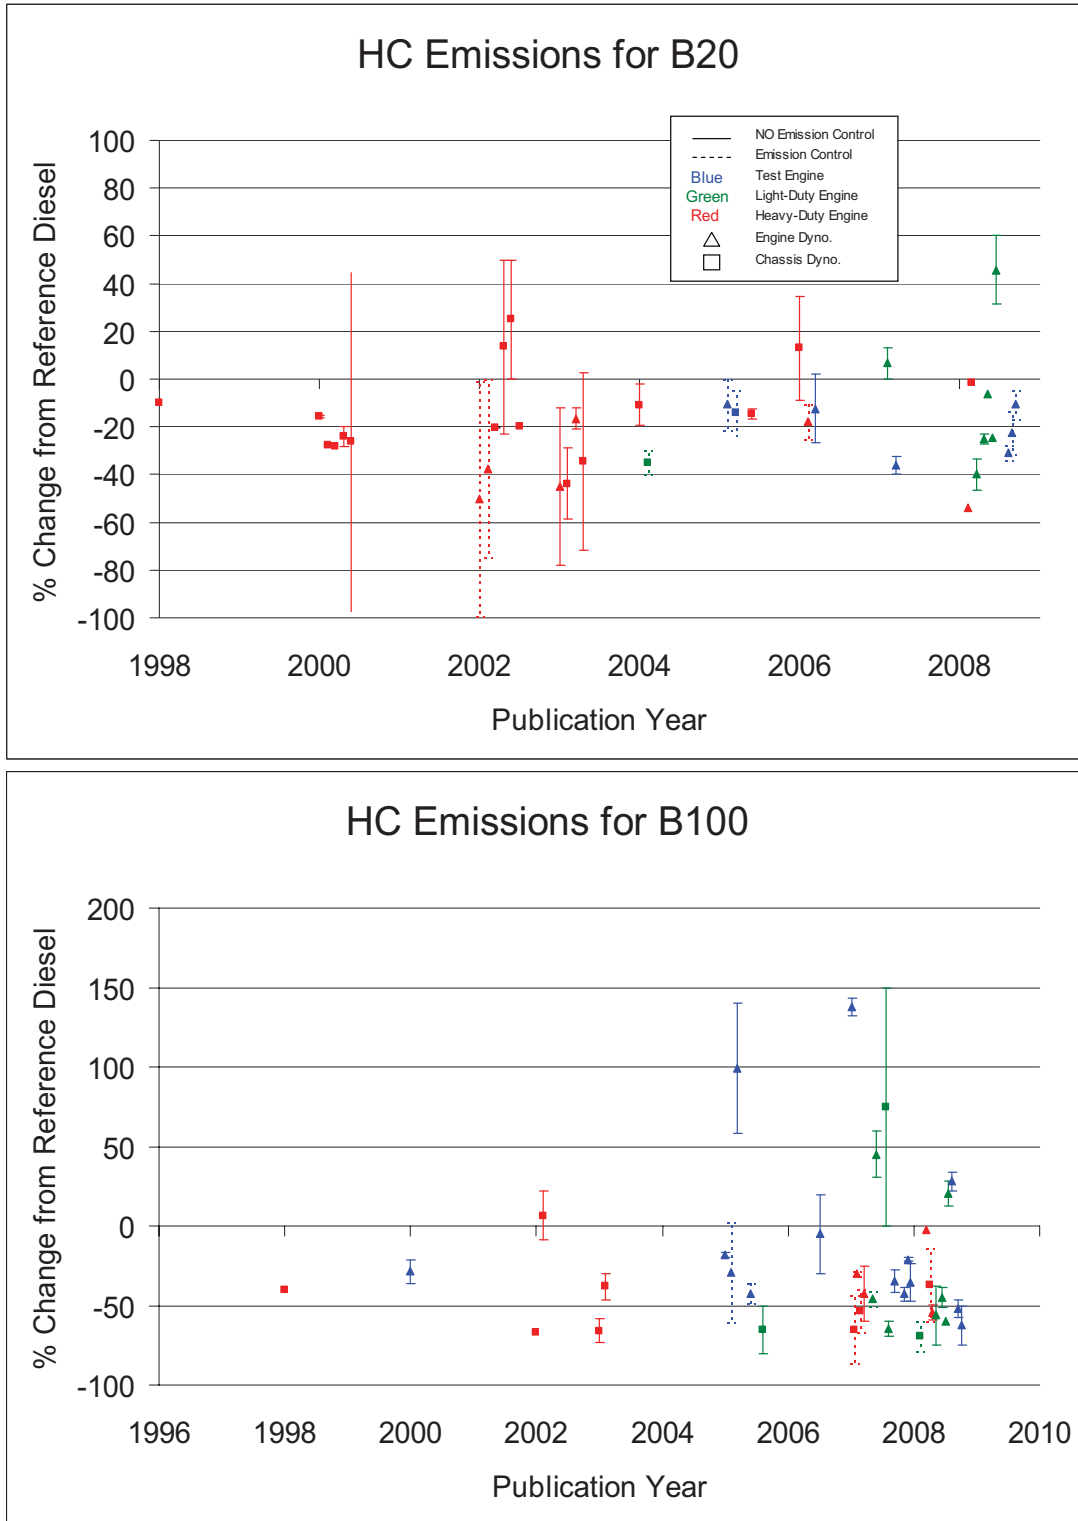 HC Emissions for B20
% Change from Reference Diesel
100
80
60
40
20
0
-20
-40
-60
-80
-100
NO Emission Control
Emission Control
Blue Test Engine
Green Light-Duty Engine
Red Heavy-Duty Engine
Engine Dyno.
Chassis Dyno.
1998 2000 2002 2004 2006 2008
Publication Year
HC Emissions for B100
% Change from Reference Diesel
200
150
100
50
0
-50
-100
1996 1998 2000 2002 2004 2006 2008 2010
Publication Year